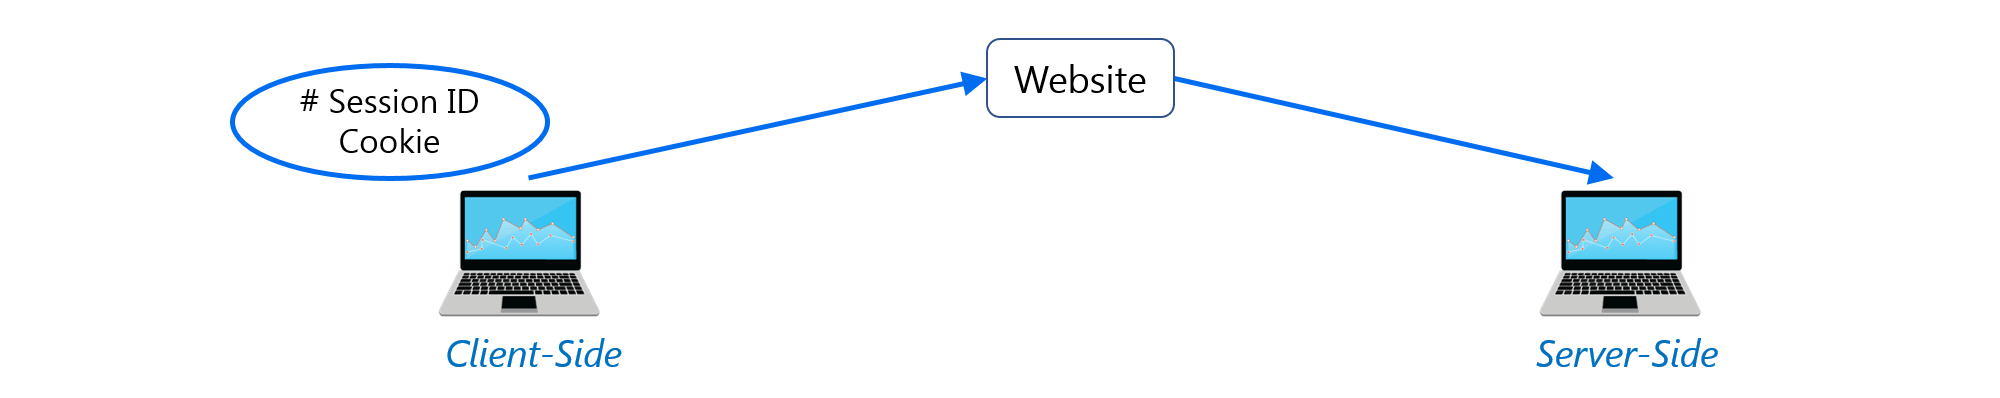 # Session ID
Cookie
Website
Client-Side
Server-Side